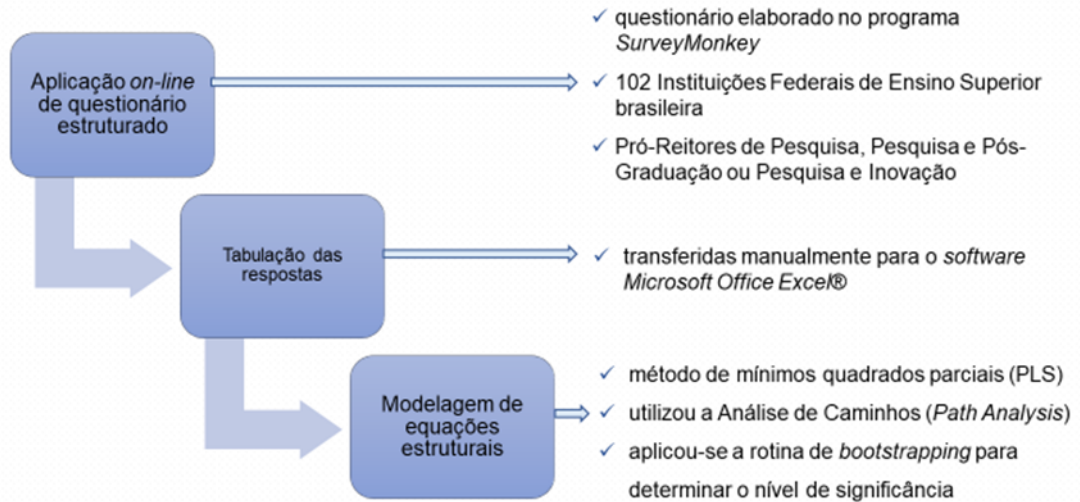 Aplicação on-line
de questionário
estruturado
✓ questionário elaborado no programa
SurveyMonkey
✓ 102 Instituições Federais de Ensino Superior
brasileira
✓ Pró-Reitores de Pesquisa, Pesquisa e Pós-
Graduação ou Pesquisa e Inovação
Tabulação das
respostas
✓ transferidas manualmente para o software
Microsoft Office Excel®
Modelagem de
equações
estruturais
✓ método de mínimos quadrados parciais (PLS)
✓ utilizou a Análise de Caminhos (Path Analysis)
✓ aplicou-se a rotina de bootstrapping para
determinar o nível de significância